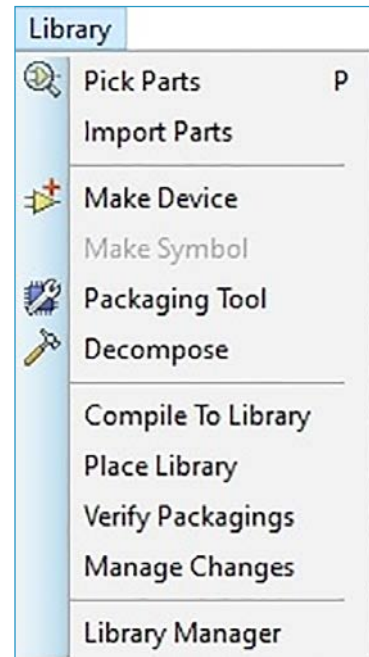 Library
Pick Parts P
Import Parts
Make Device
Make Symbol
Packaging Tool
Decompose
Compile To Library
Place Library
Verify Packagings
Manage Changes
Library Manager